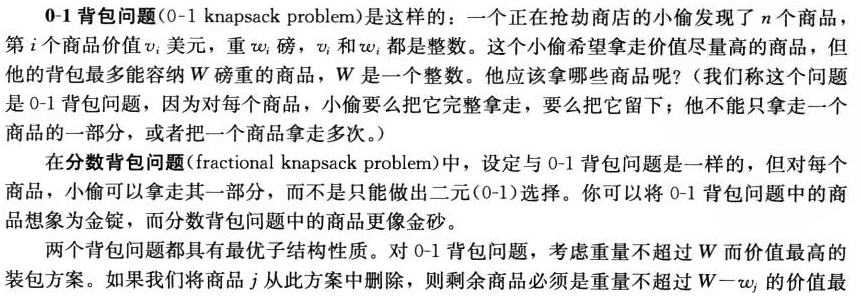 0-1 背包问题(0-1 knapsack problem)是这样的：一个正在抢劫商店的小偷发现了 n 个商品，
第 i 个商品价值 vᵢ 美元，重 wᵢ 磅，vᵢ 和 wᵢ 都是整数。这个小偷希望拿走价值尽量高的商品，但
他的背包最多能容纳 W 磅重的商品，W 是一个整数。他应该拿哪些商品呢？(我们称这个问题
是 0-1 背包问题，因为对每个商品，小偷要么把它完整拿走，要么把它留下；他不能只拿走一个
商品的一部分，或者把一个商品拿走多次。)
在分数背包问题(fractional knapsack problem)中，设定与 0-1 背包问题是一样的，但对每个
商品，小偷可以拿走其一部分，而不是只能做出二元(0-1)选择。你可以将 0-1 背包问题中的商
品想象为金锭，而分数背包问题中的商品更像金砂。
两个背包问题都具有最优子结构性质。对 0-1 背包问题，考虑重量不超过 W 而价值最高的
装包方案。如果我们将商品 j 从此方案中删除，则剩余商品必须是重量不超过 W－wⱼ 的价值最